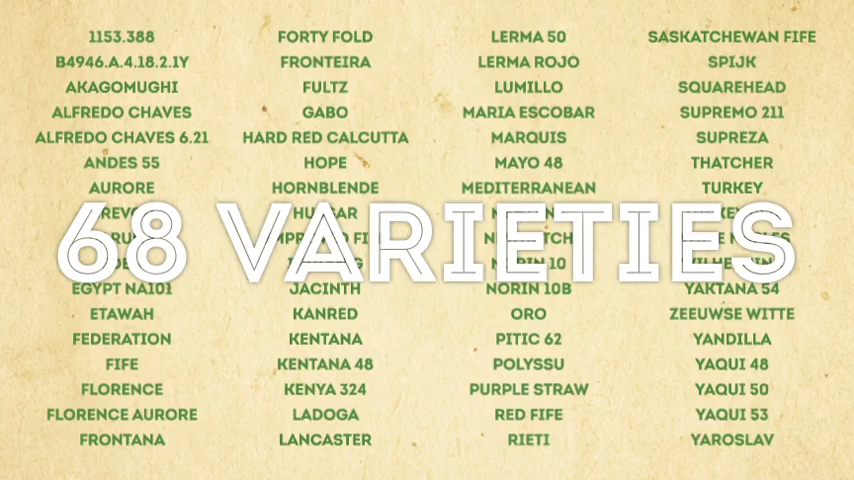 1153.388
B4946.A.4.18.2.1Y
AKAGOMUGHI
ALFREDO CHAVES
ALFREDO CHAVES 6.21
ANDES 55
AURORE
EGYPT NA101
ETAWAH
FEDERATION
FIFE
FLORENCE
FLORENCE AURORE
FRONTANA
FORTY FOLD
FRONTEIRA
FULTZ
GABO
HARD RED CALCUTTA
HOPE
HORNBLENDE
JACINTH
KANRED
KENTANA
KENTANA 48
KENYA 324
LADOGA
LANCASTER
LERMA 50
LERMA ROJO
LUMILLO
MARIA ESCOBAR
MARQUIS
MAYO 48
MEDITERRANEAN
NORIN 10
NORIN 10B
ORO
PITIC 62
POLYSSU
PURPLE STRAW
RED FIFE
RIETI
SASKATCHEWAN FIFE
SPIJK
SQUAREHEAD
SUPREMO 211
SUPREZA
THATCHER
TURKEY
YAKTANA 54
ZEEUWSE WITTE
YANDILLA
YAQUI 48
YAQUI 50
YAQUI 53
YAROSLAV
68 VARIETIES